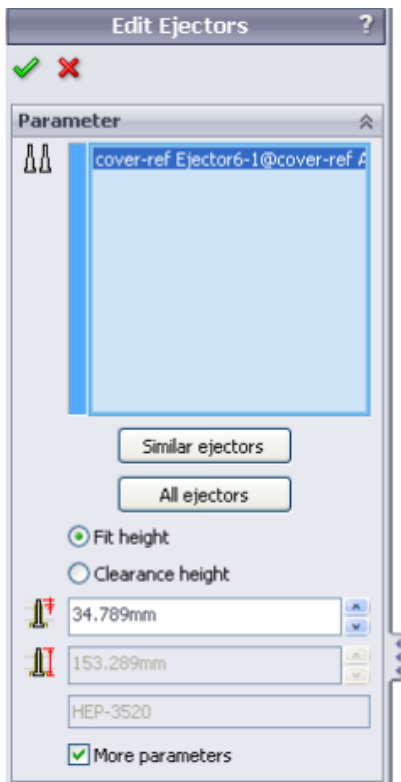 Edit Ejectors ?
Parameter
cover-ref Ejector6-1@cover-ref A
Similar ejectors
All ejectors
Fit height
Clearance height
34.789mm
153.289mm
HEP-3520
More parameters